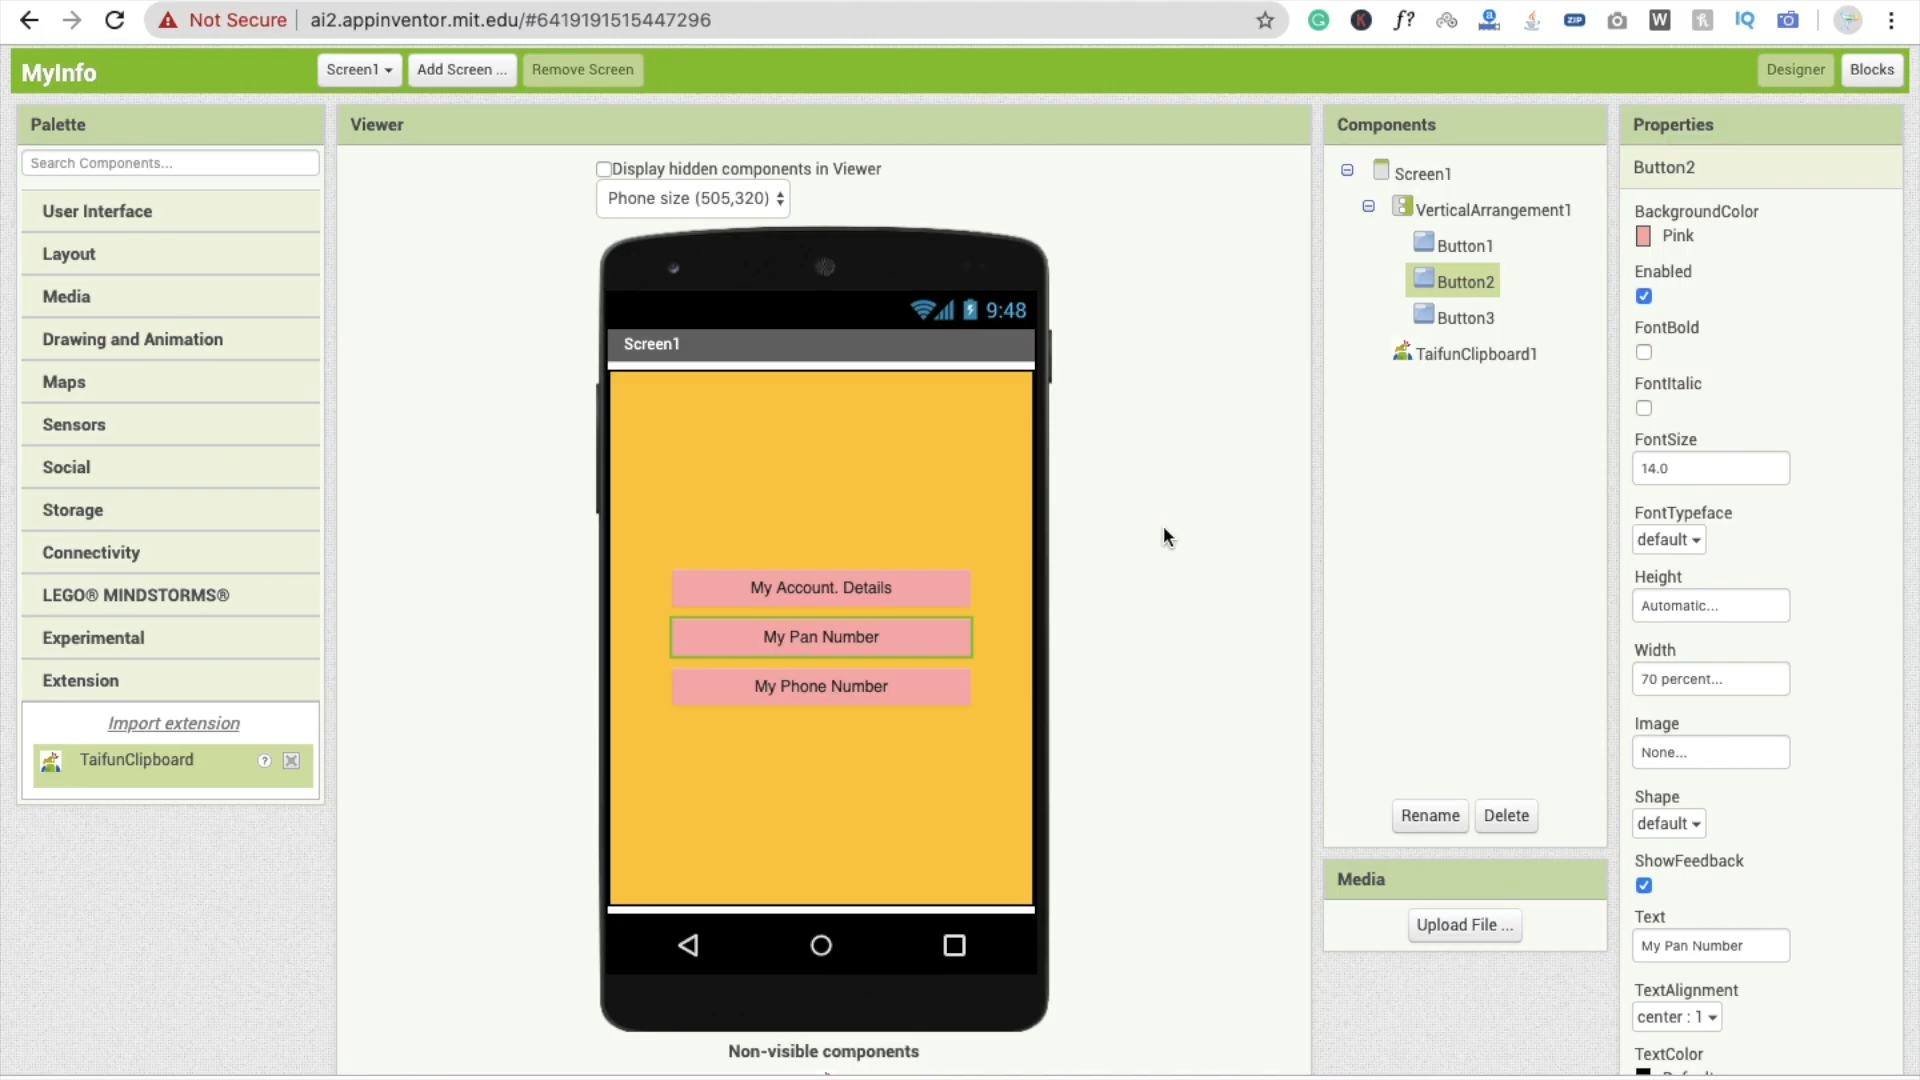 Not Secure
ai2.appinventor.mit.edu/#6419191515447296
MyInfo
Screen1
Add Screen ...
Remove Screen
Designer
Blocks
Palette
Search Components...
User Interface
Layout
Media
Drawing and Animation
Maps
Sensors
Social
Storage
Connectivity
LEGO® MINDSTORMS®
Experimental
Extension
Import extension
TaifunClipboard
?
Viewer
Display hidden components in Viewer
Phone size (505,320)
9:48
Screen1
My Account. Details
My Pan Number
My Phone Number
Non-visible components
Components
Screen1
VerticalArrangement1
Button1
Button2
Button3
TaifunClipboard1
Rename
Delete
Media
Upload File ...
Properties
Button2
BackgroundColor
Pink
Enabled
FontBold
FontItalic
FontSize
14.0
FontTypeface
default
Height
Automatic...
Width
70 percent...
Image
None...
Shape
default
ShowFeedback
Text
My Pan Number
TextAlignment
center : 1
TextColor